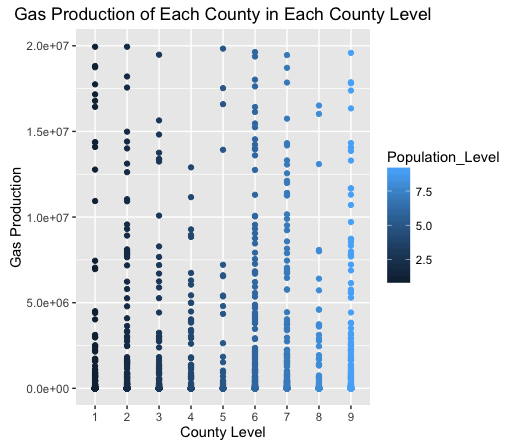 Gas Production of Each County in Each County Level
Gas Production
2.0e+07
1.5e+07
1.0e+07
5.0e+06
0.0e+00
1 2 3 4 5 6 7 8 9
County Level
Population_Level
7.5
5.0
2.5